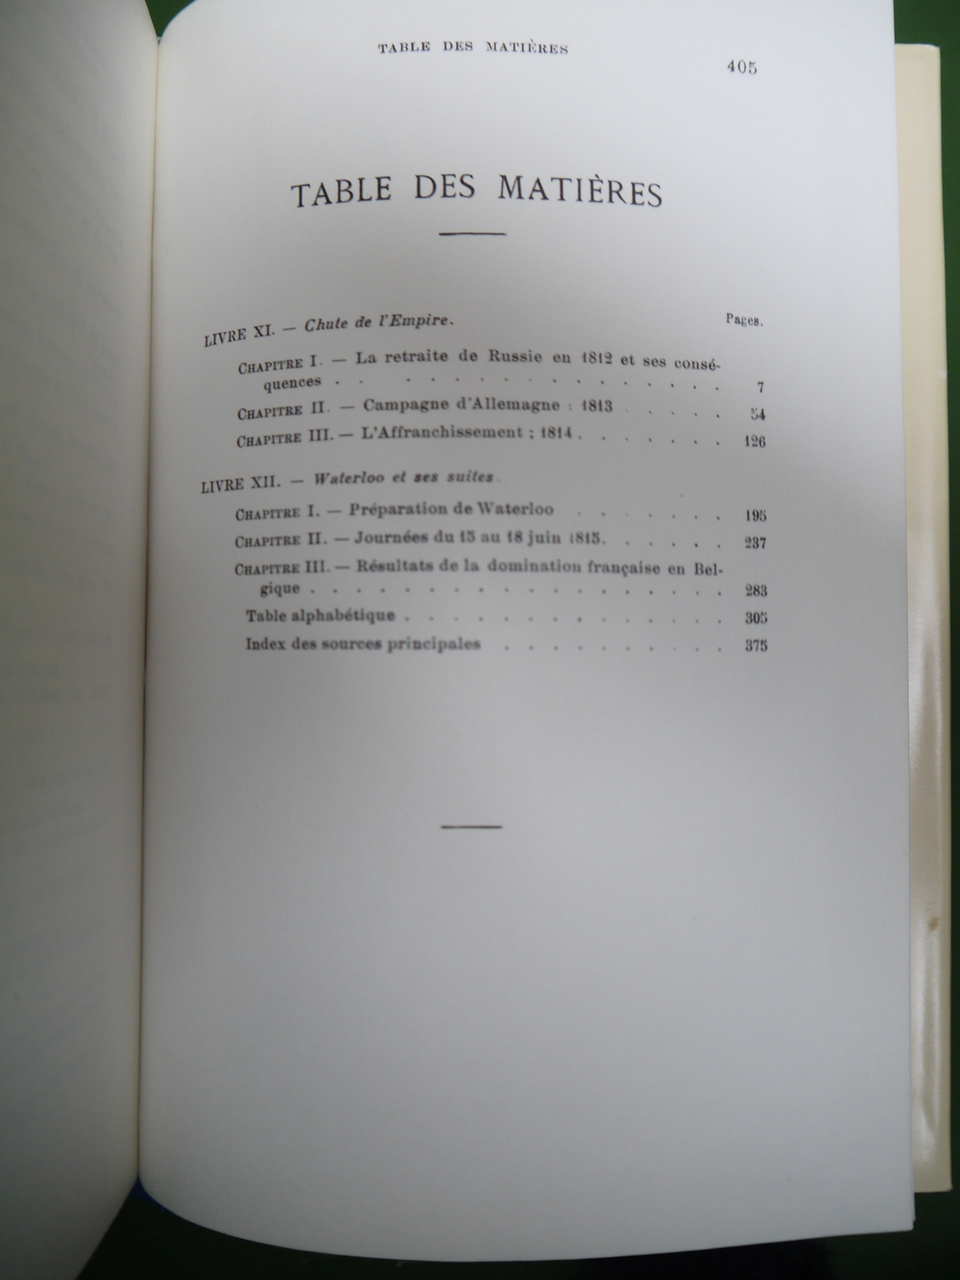 TABLE DES MATIÈRES
405
TABLE DES MATIÈRES
Pages.
LIVRE XI. — Chute de l'Empire.
CHAPITRE I. — La retraite de Russie en 1812 et ses consé-
quences . . . . . . . . . . . . . . 7
CHAPITRE II. — Campagne d'Allemagne : 1813 . . . . 54
CHAPITRE III. — L'Affranchissement : 1814 . . . . . . 126
LIVRE XII. — Waterloo et ses suites.
CHAPITRE I. — Préparation de Waterloo . . . . . . 195
CHAPITRE II. — Journées du 15 au 18 juin 1815. . . . . . 237
CHAPITRE III. — Résultats de la domination française en Bel-
gique . . . . . . . . . . . . . . . 283
Table alphabétique . . . . . . . . . . . . 305
Index des sources principales . . . . . . . . . 375